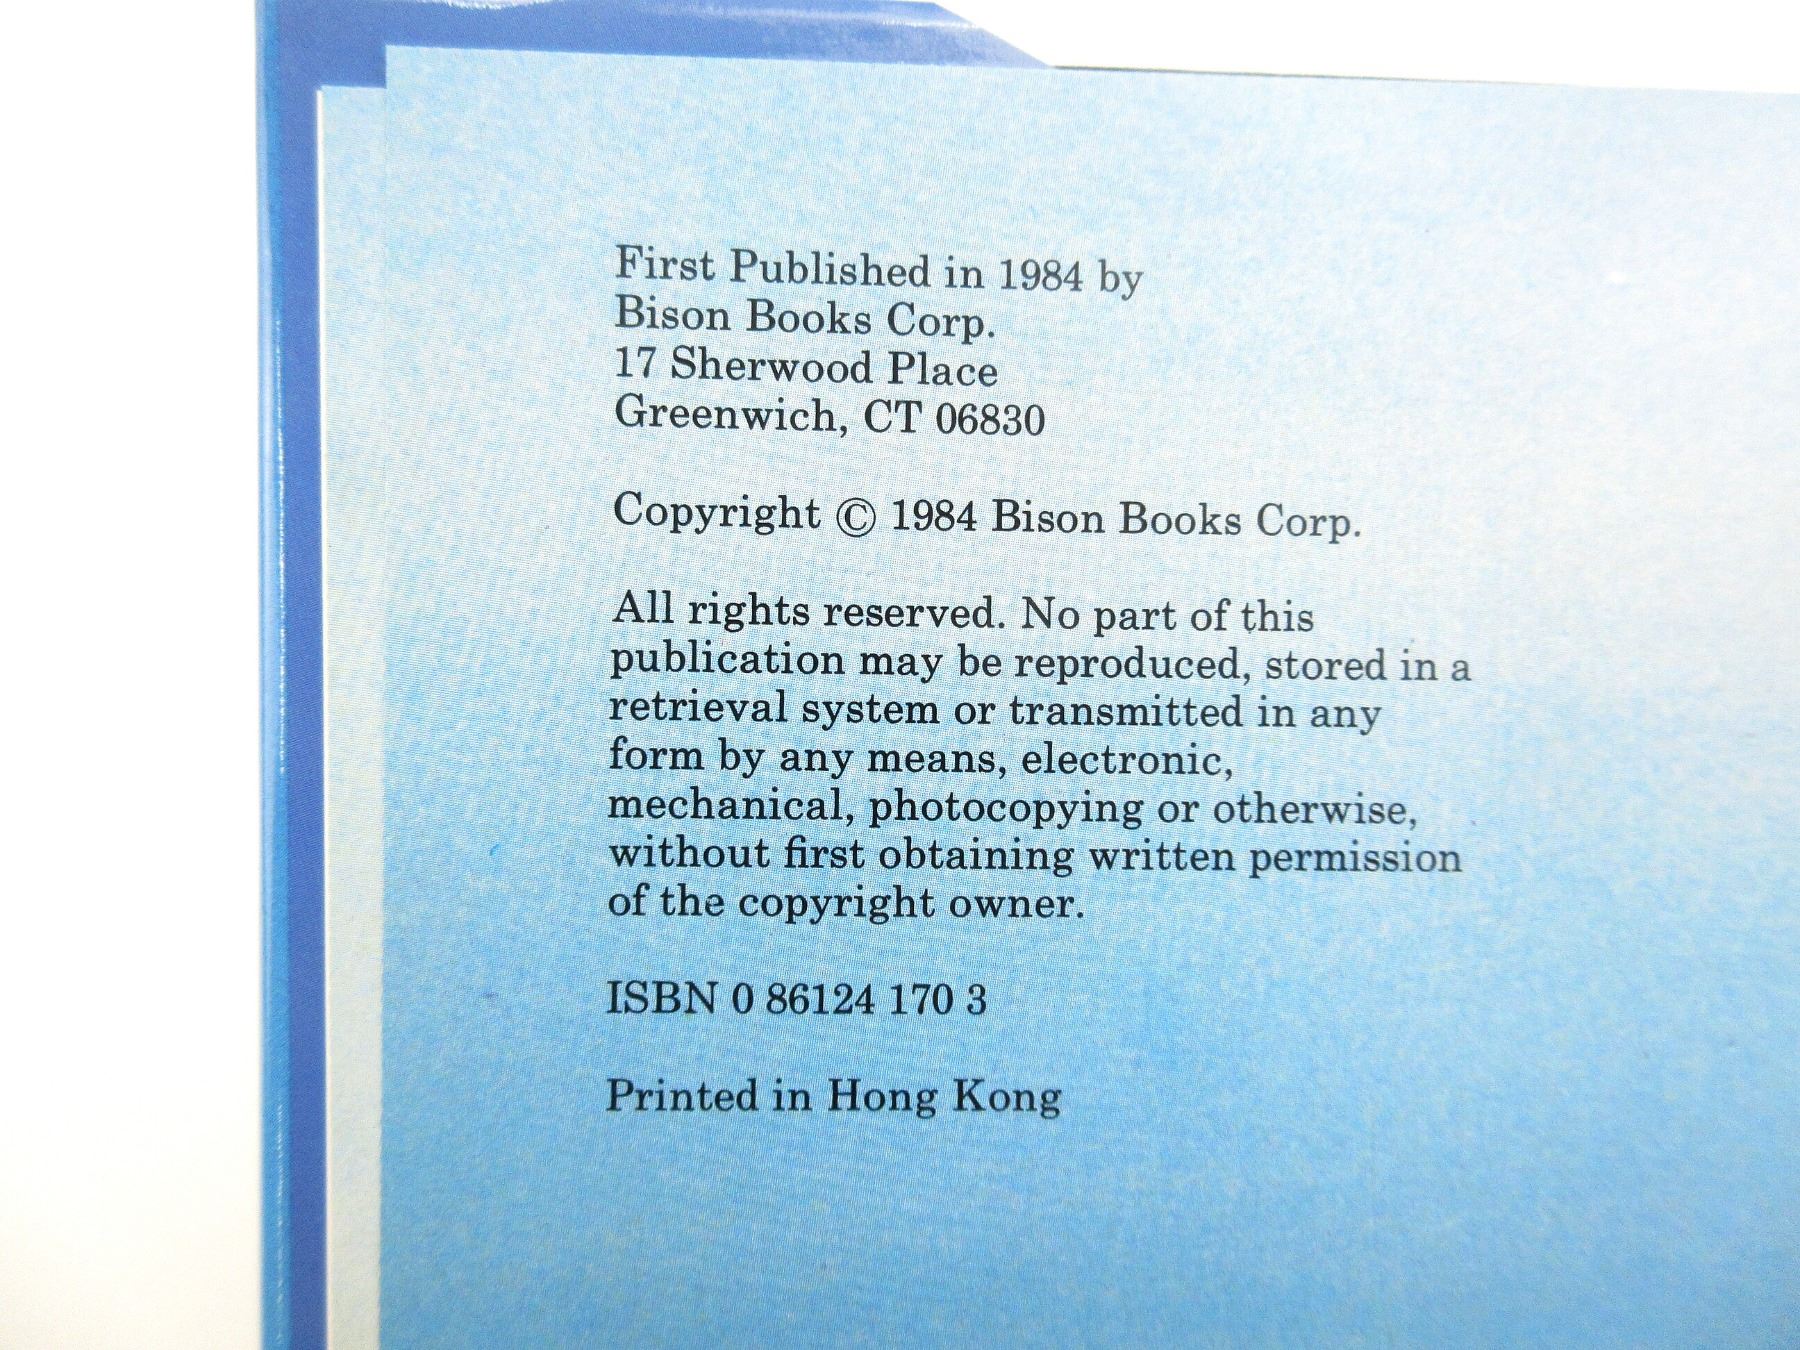 First Published in 1984 by
Bison Books Corp.
17 Sherwood Place
Greenwich, CT 06830
Copyright © 1984 Bison Books Corp.
All rights reserved. No part of this
publication may be reproduced, stored in a
retrieval system or transmitted in any
form by any means, electronic,
mechanical, photocopying or otherwise,
without first obtaining written permission
of the copyright owner.
ISBN 0 86124 170 3
Printed in Hong Kong